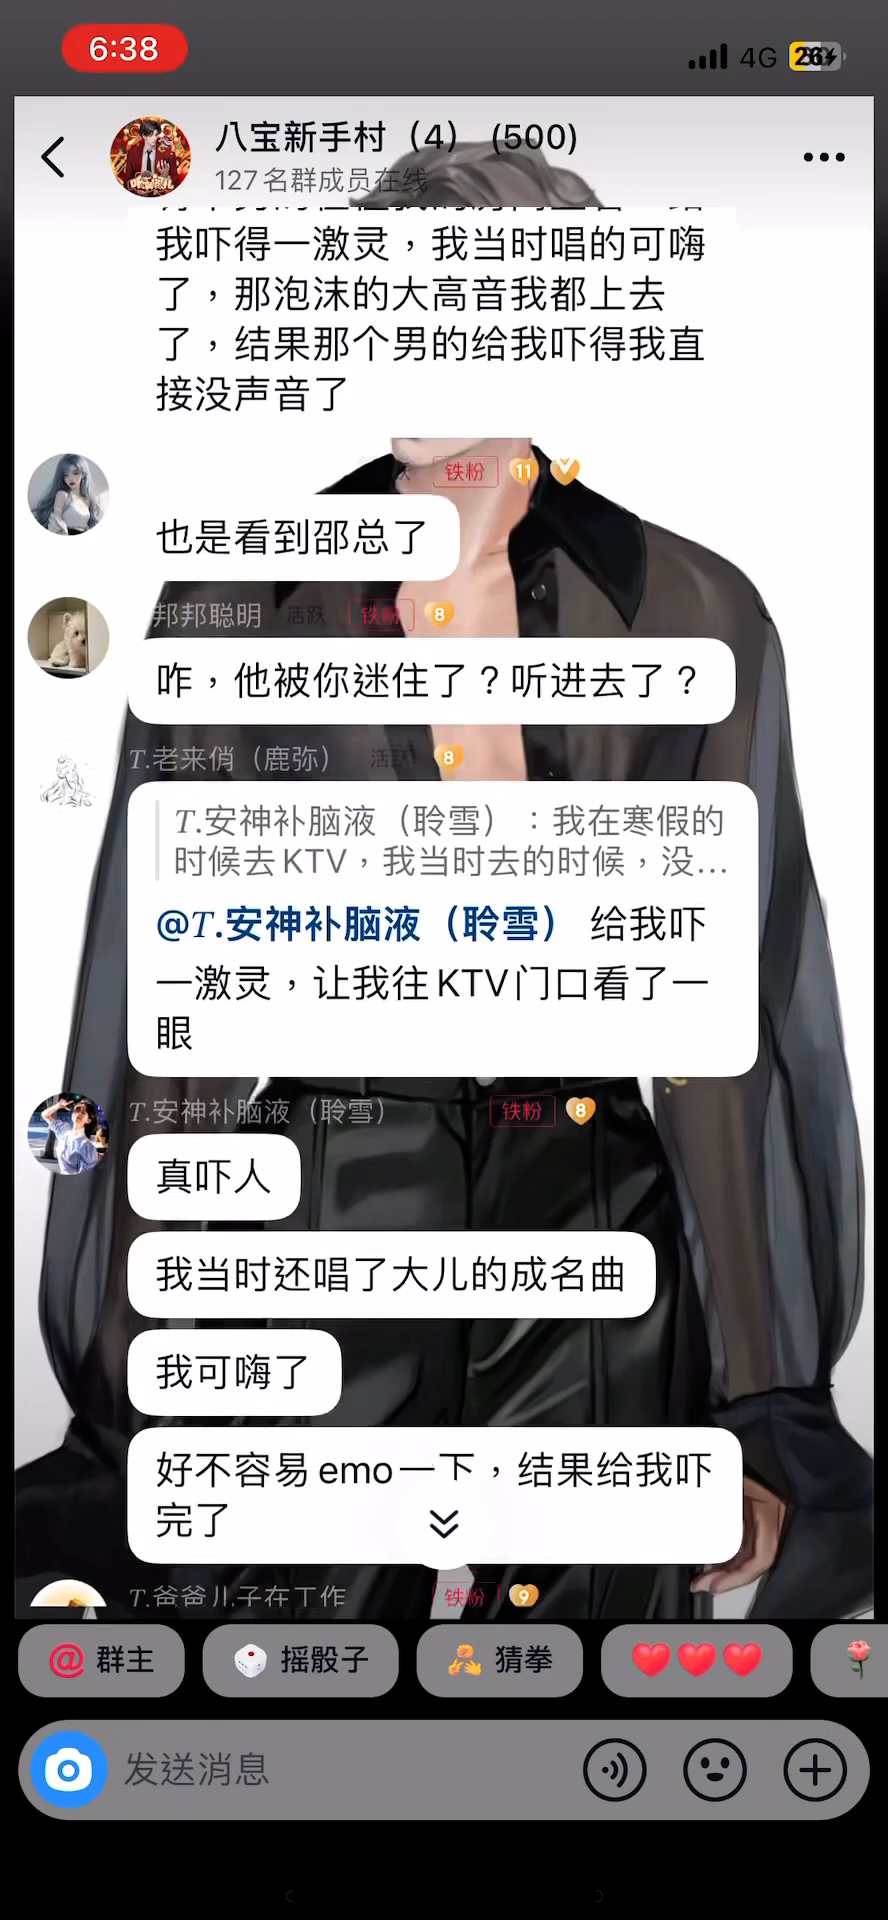 6:38
4G
26
八宝新手村（4）(500)
127名群成员在线
我吓得一激灵，我当时唱的可嗨
了，那泡沫的大高音我都上去
了，结果那个男的给我吓得我直
接没声音了
铁粉 11
也是看到邵总了
邦邦聪明 活跃 铁粉 8
咋，他被你迷住了？听进去了？
T.老来俏（鹿弥） 活跃 8
T.安神补脑液（聆雪）：我在寒假的
时候去KTV，我当时去的时候，没...
@T.安神补脑液（聆雪） 给我吓
一激灵，让我往KTV门口看了一
眼
T.安神补脑液（聆雪） 铁粉 8
真吓人
我当时还唱了大儿的成名曲
我可嗨了
好不容易emo一下，结果给我吓
完了
T.爸爸儿子在工作 铁粉 9
@ 群主 摇骰子 猜拳
发送消息